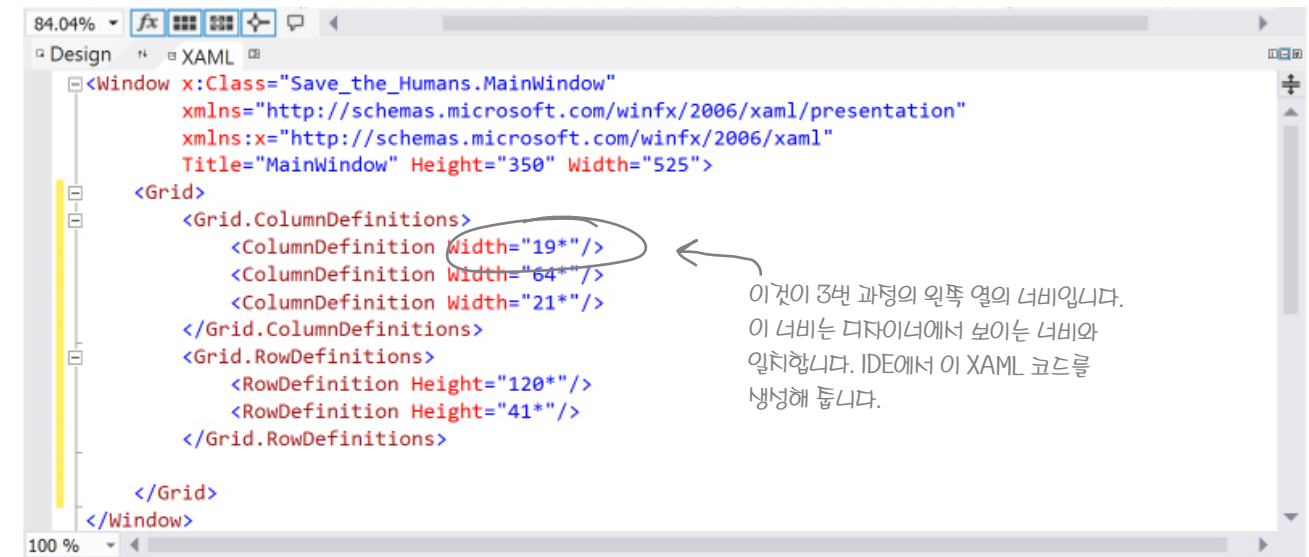 84.04%
fx
Design
XAML
<Window x:Class="Save_the_Humans.MainWindow"
xmlns="http://schemas.microsoft.com/winfx/2006/xaml/presentation"
xmlns:x="http://schemas.microsoft.com/winfx/2006/xaml"
Title="MainWindow" Height="350" Width="525">
<Grid>
<Grid.ColumnDefinitions>
<ColumnDefinition Width="19*"/>
<ColumnDefinition Width="64*"/>
<ColumnDefinition Width="21*"/>
</Grid.ColumnDefinitions>
<Grid.RowDefinitions>
<RowDefinition Height="120*"/>
<RowDefinition Height="41*"/>
</Grid.RowDefinitions>
</Grid>
</Window>
이것이 3번 과정의 왼쪽 열의 너비입니다.
이 너비는 디자이너에서 보이는 너비와
일치합니다. IDE에서 이 XAML 코드를
생성해 둡니다.
100 %